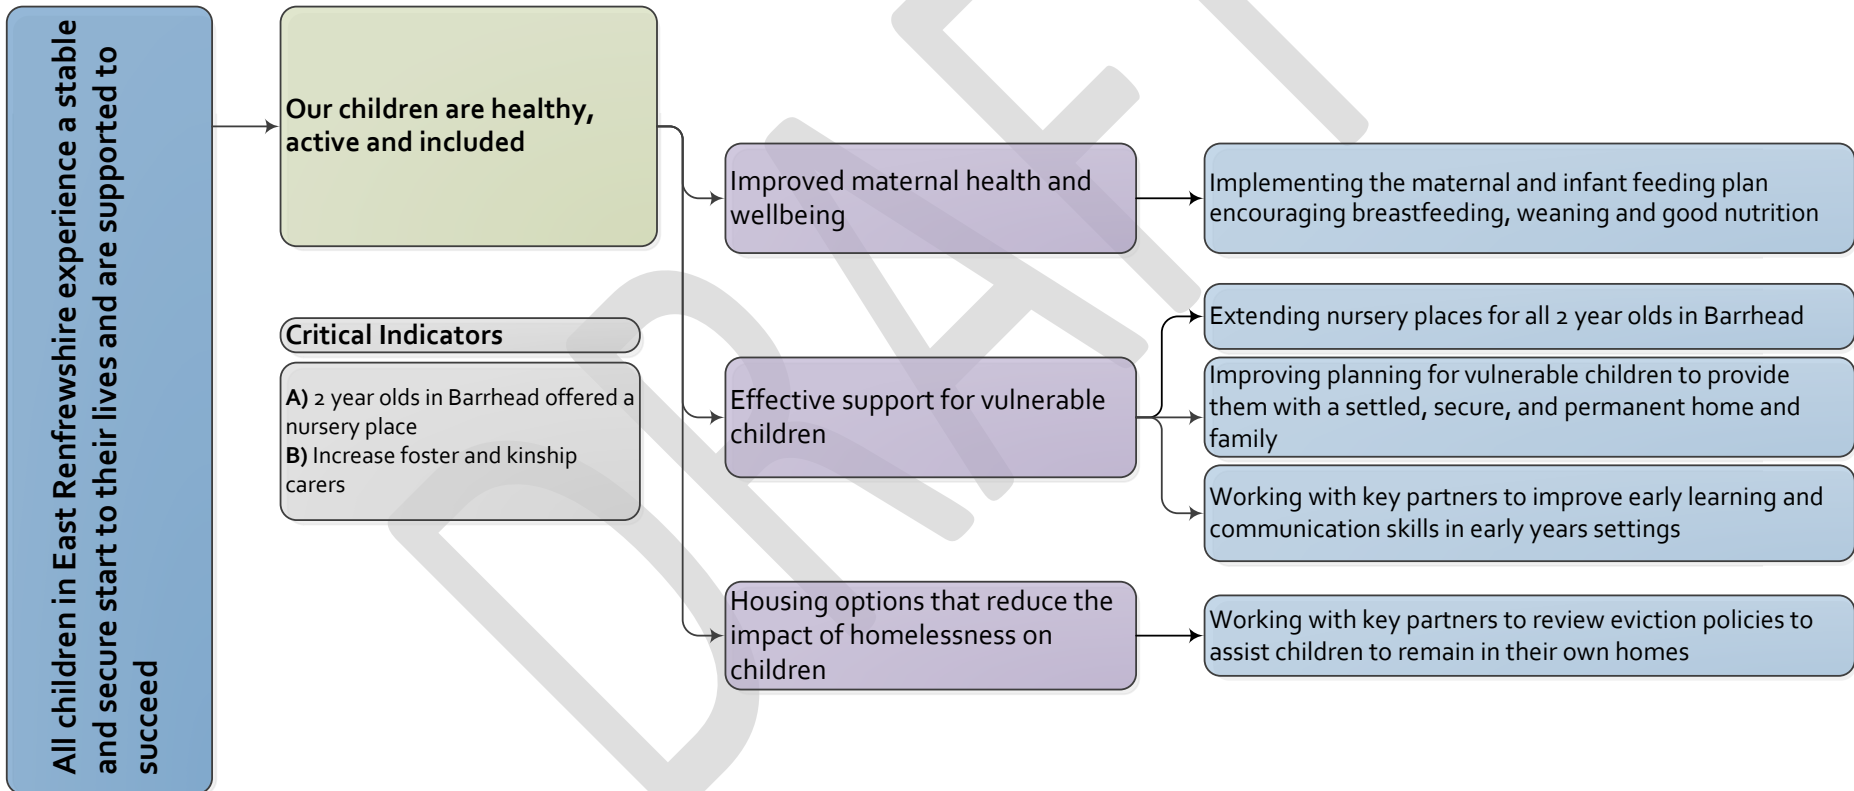 All children in East Renfrewshire experience a stable
and secure start to their lives and are supported to
succeed
Our children are healthy,
active and included
Critical Indicators
A) 2 year olds in Barrhead offered a
nursery place
B) Increase foster and kinship
carers
Improved maternal health and
wellbeing
Implementing the maternal and infant feeding plan
encouraging breastfeeding, weaning and good nutrition
Effective support for vulnerable
children
Extending nursery places for all 2 year olds in Barrhead
Improving planning for vulnerable children to provide
them with a settled, secure, and permanent home and
family
Working with key partners to improve early learning and
communication skills in early years settings
Housing options that reduce the
impact of homelessness on
children
Working with key partners to review eviction policies to
assist children to remain in their own homes
DRAFT